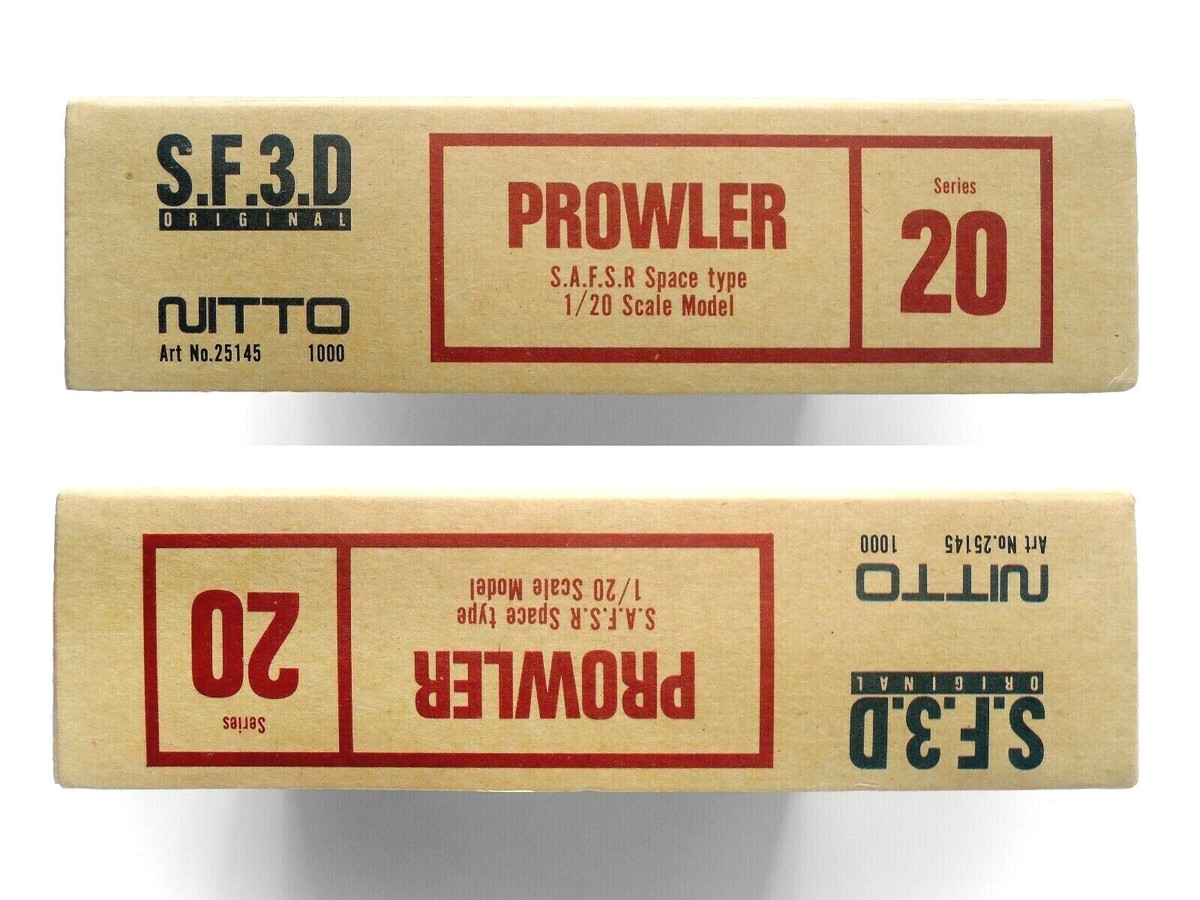 S.F.3.D
ORIGINAL
NITTO
Art No.25145 1000
PROWLER
S.A.F.S.R Space type
1/20 Scale Model
Series
20
S.F.3.D
ORIGINAL
NITTO
Art No.25145 1000
PROWLER
S.A.F.S.R Space type
1/20 Scale Model
Series
20